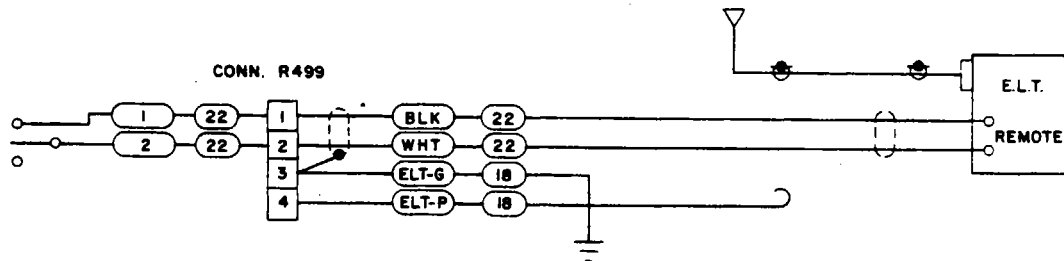 CONN. R499
E.L.T.
1 22 1 BLK 22
2 22 2 WHT 22
REMOTE
3 ELT-G 18
4 ELT-P 18